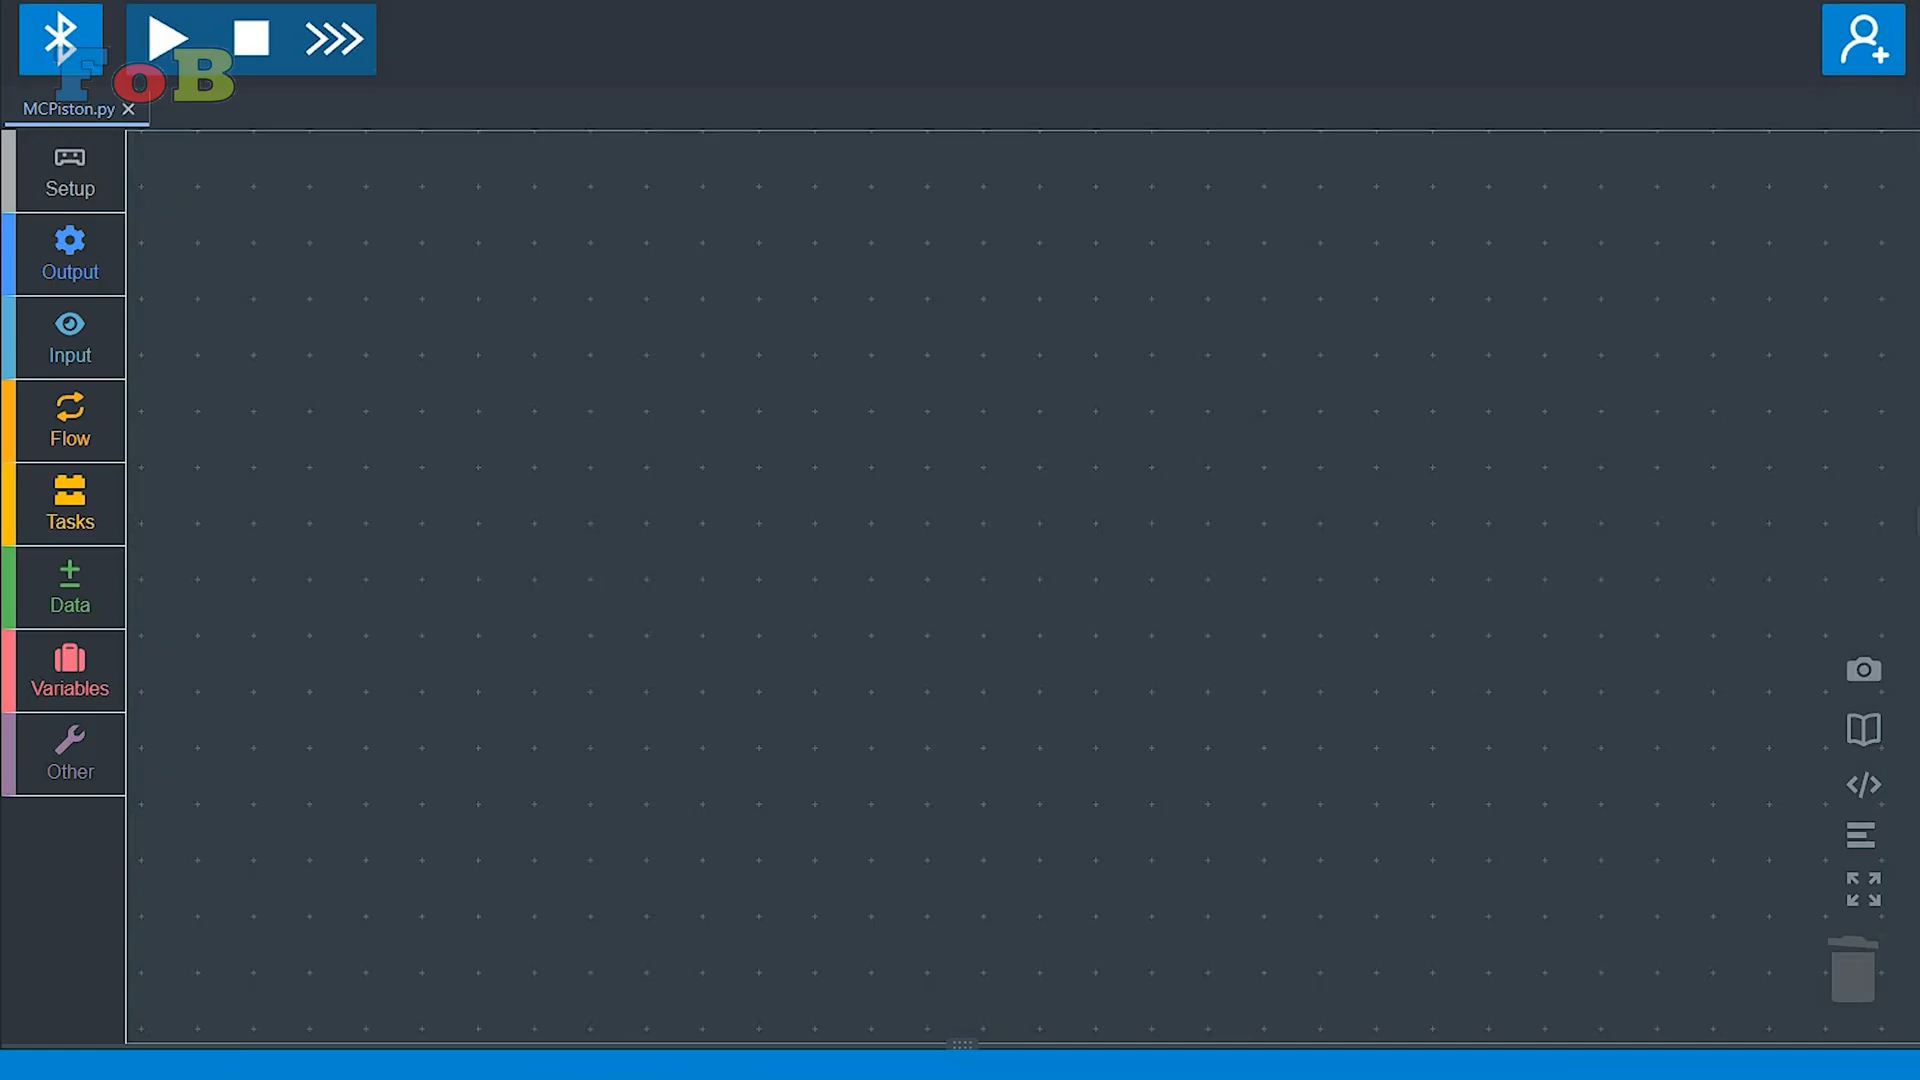 FoB
MCPiston.py
Setup
Output
Input
Flow
Tasks
Data
Variables
Other